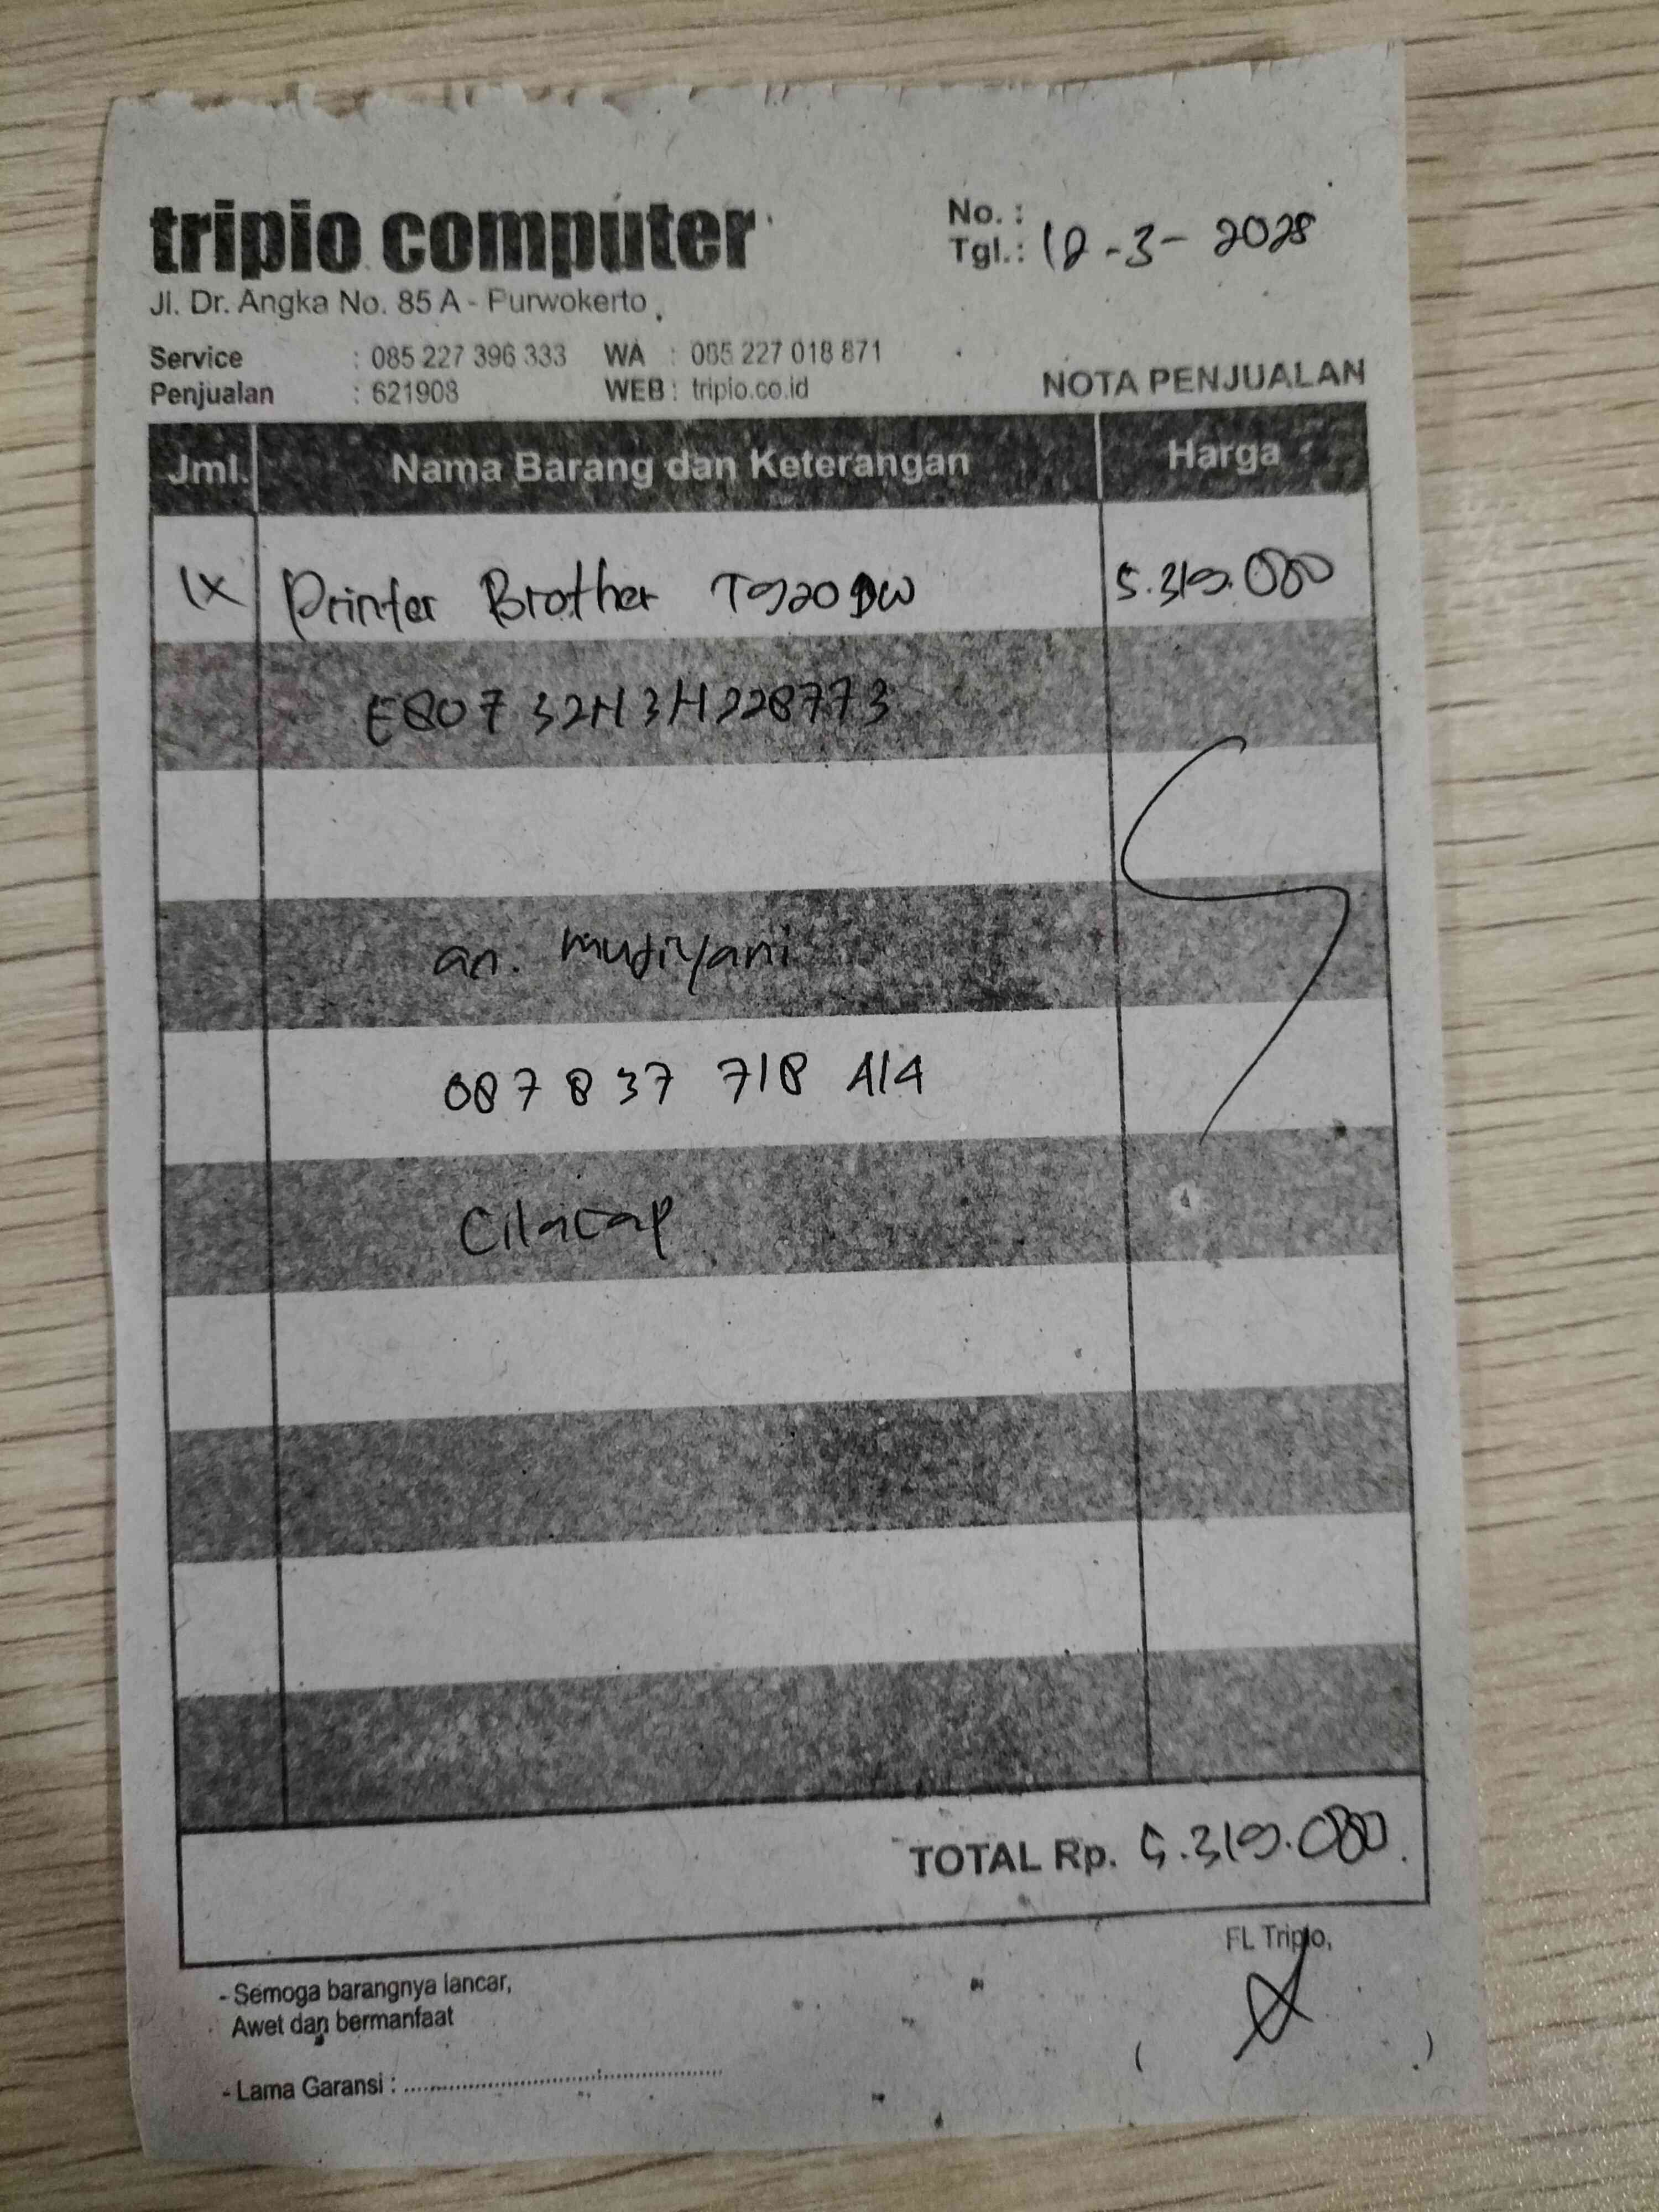 tripio computer
No. :
Tgl.: 12-3-2025
Jl. Dr. Angka No. 85 A - Purwokerto
Service : 085 227 396 333 WA : 085 227 018 871
Penjualan : 621908 WEB : tripio.co.id
NOTA PENJUALAN
Jml. Nama Barang dan Keterangan Harga
1x Printer Brother T920DW 5.319.000
E80732H3H228773
an. mudiyani
087 837 718 414
Cilacap
TOTAL Rp. 5.319.000
FL Tripio,
- Semoga barangnya lancar,
Awet dan bermanfaat
- Lama Garansi : ..........
( )